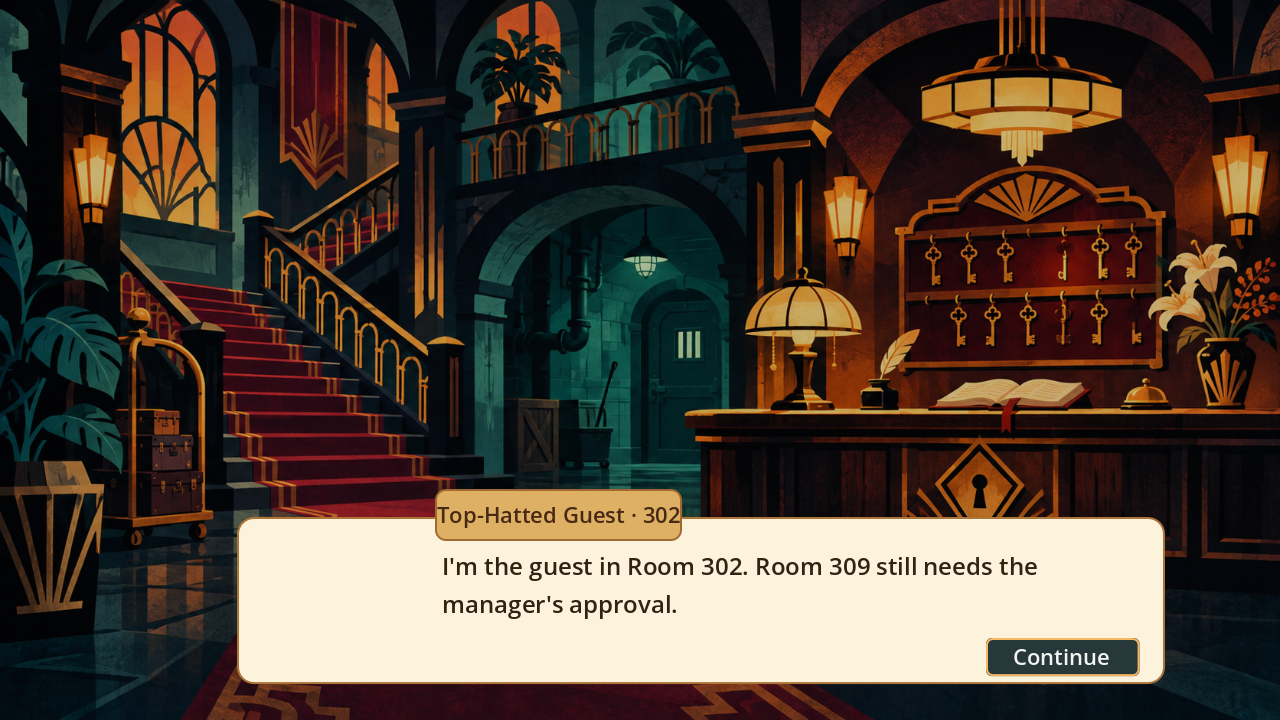 Top-Hatted Guest · 302
I'm the guest in Room 302. Room 309 still needs the
manager's approval.
Continue